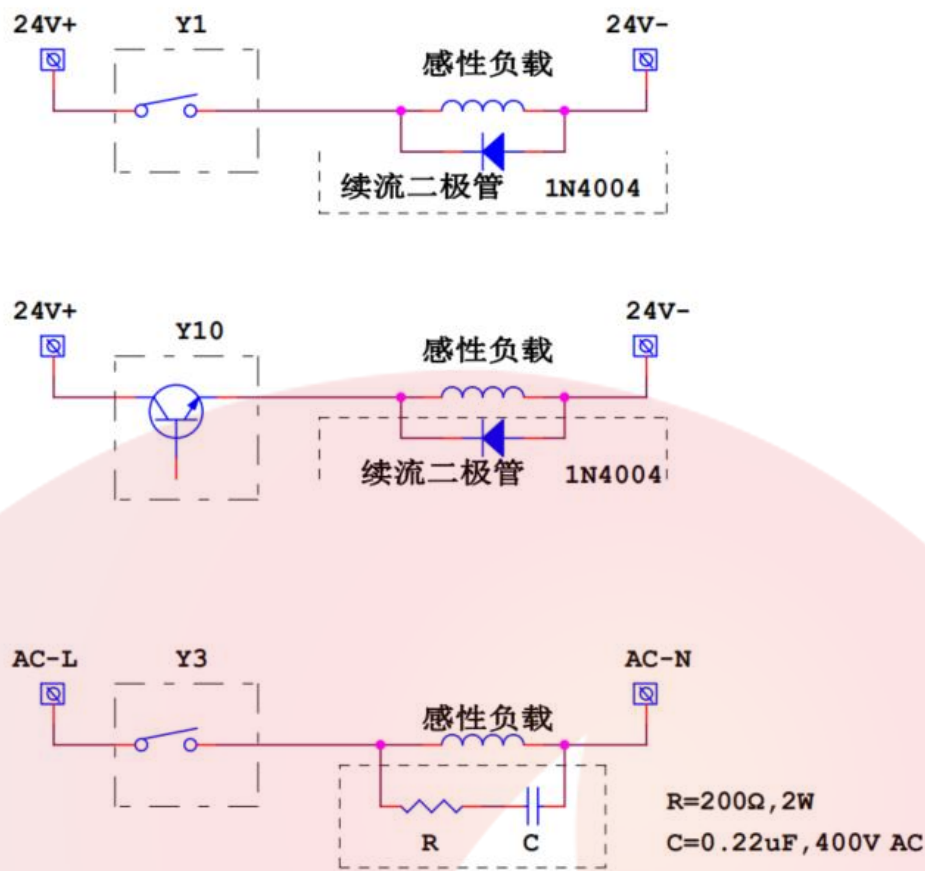 24V+ Y1 24V-
感性负载
续流二极管 1N4004
24V+ Y10 24V-
感性负载
续流二极管 1N4004
AC-L Y3 AC-N
感性负载
R=200Ω,2W
R C C=0.22uF,400V AC